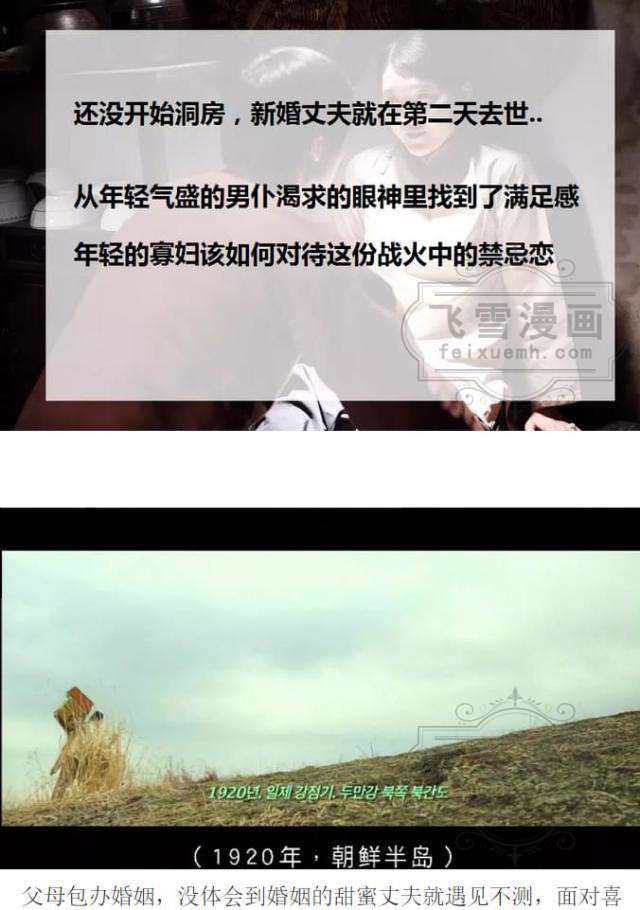 还没开始洞房，新婚丈夫就在第二天去世..
从年轻气盛的男仆渴求的眼神里找到了满足感
年轻的寡妇该如何对待这份战火中的禁忌恋
飞雪漫画
feixuemh.com
1920년. 일제 강점기. 두만강 북쪽 북간도
（1920年，朝鲜半岛）
父母包办婚姻，没体会到婚姻的甜蜜丈夫就遇见不测，面对喜